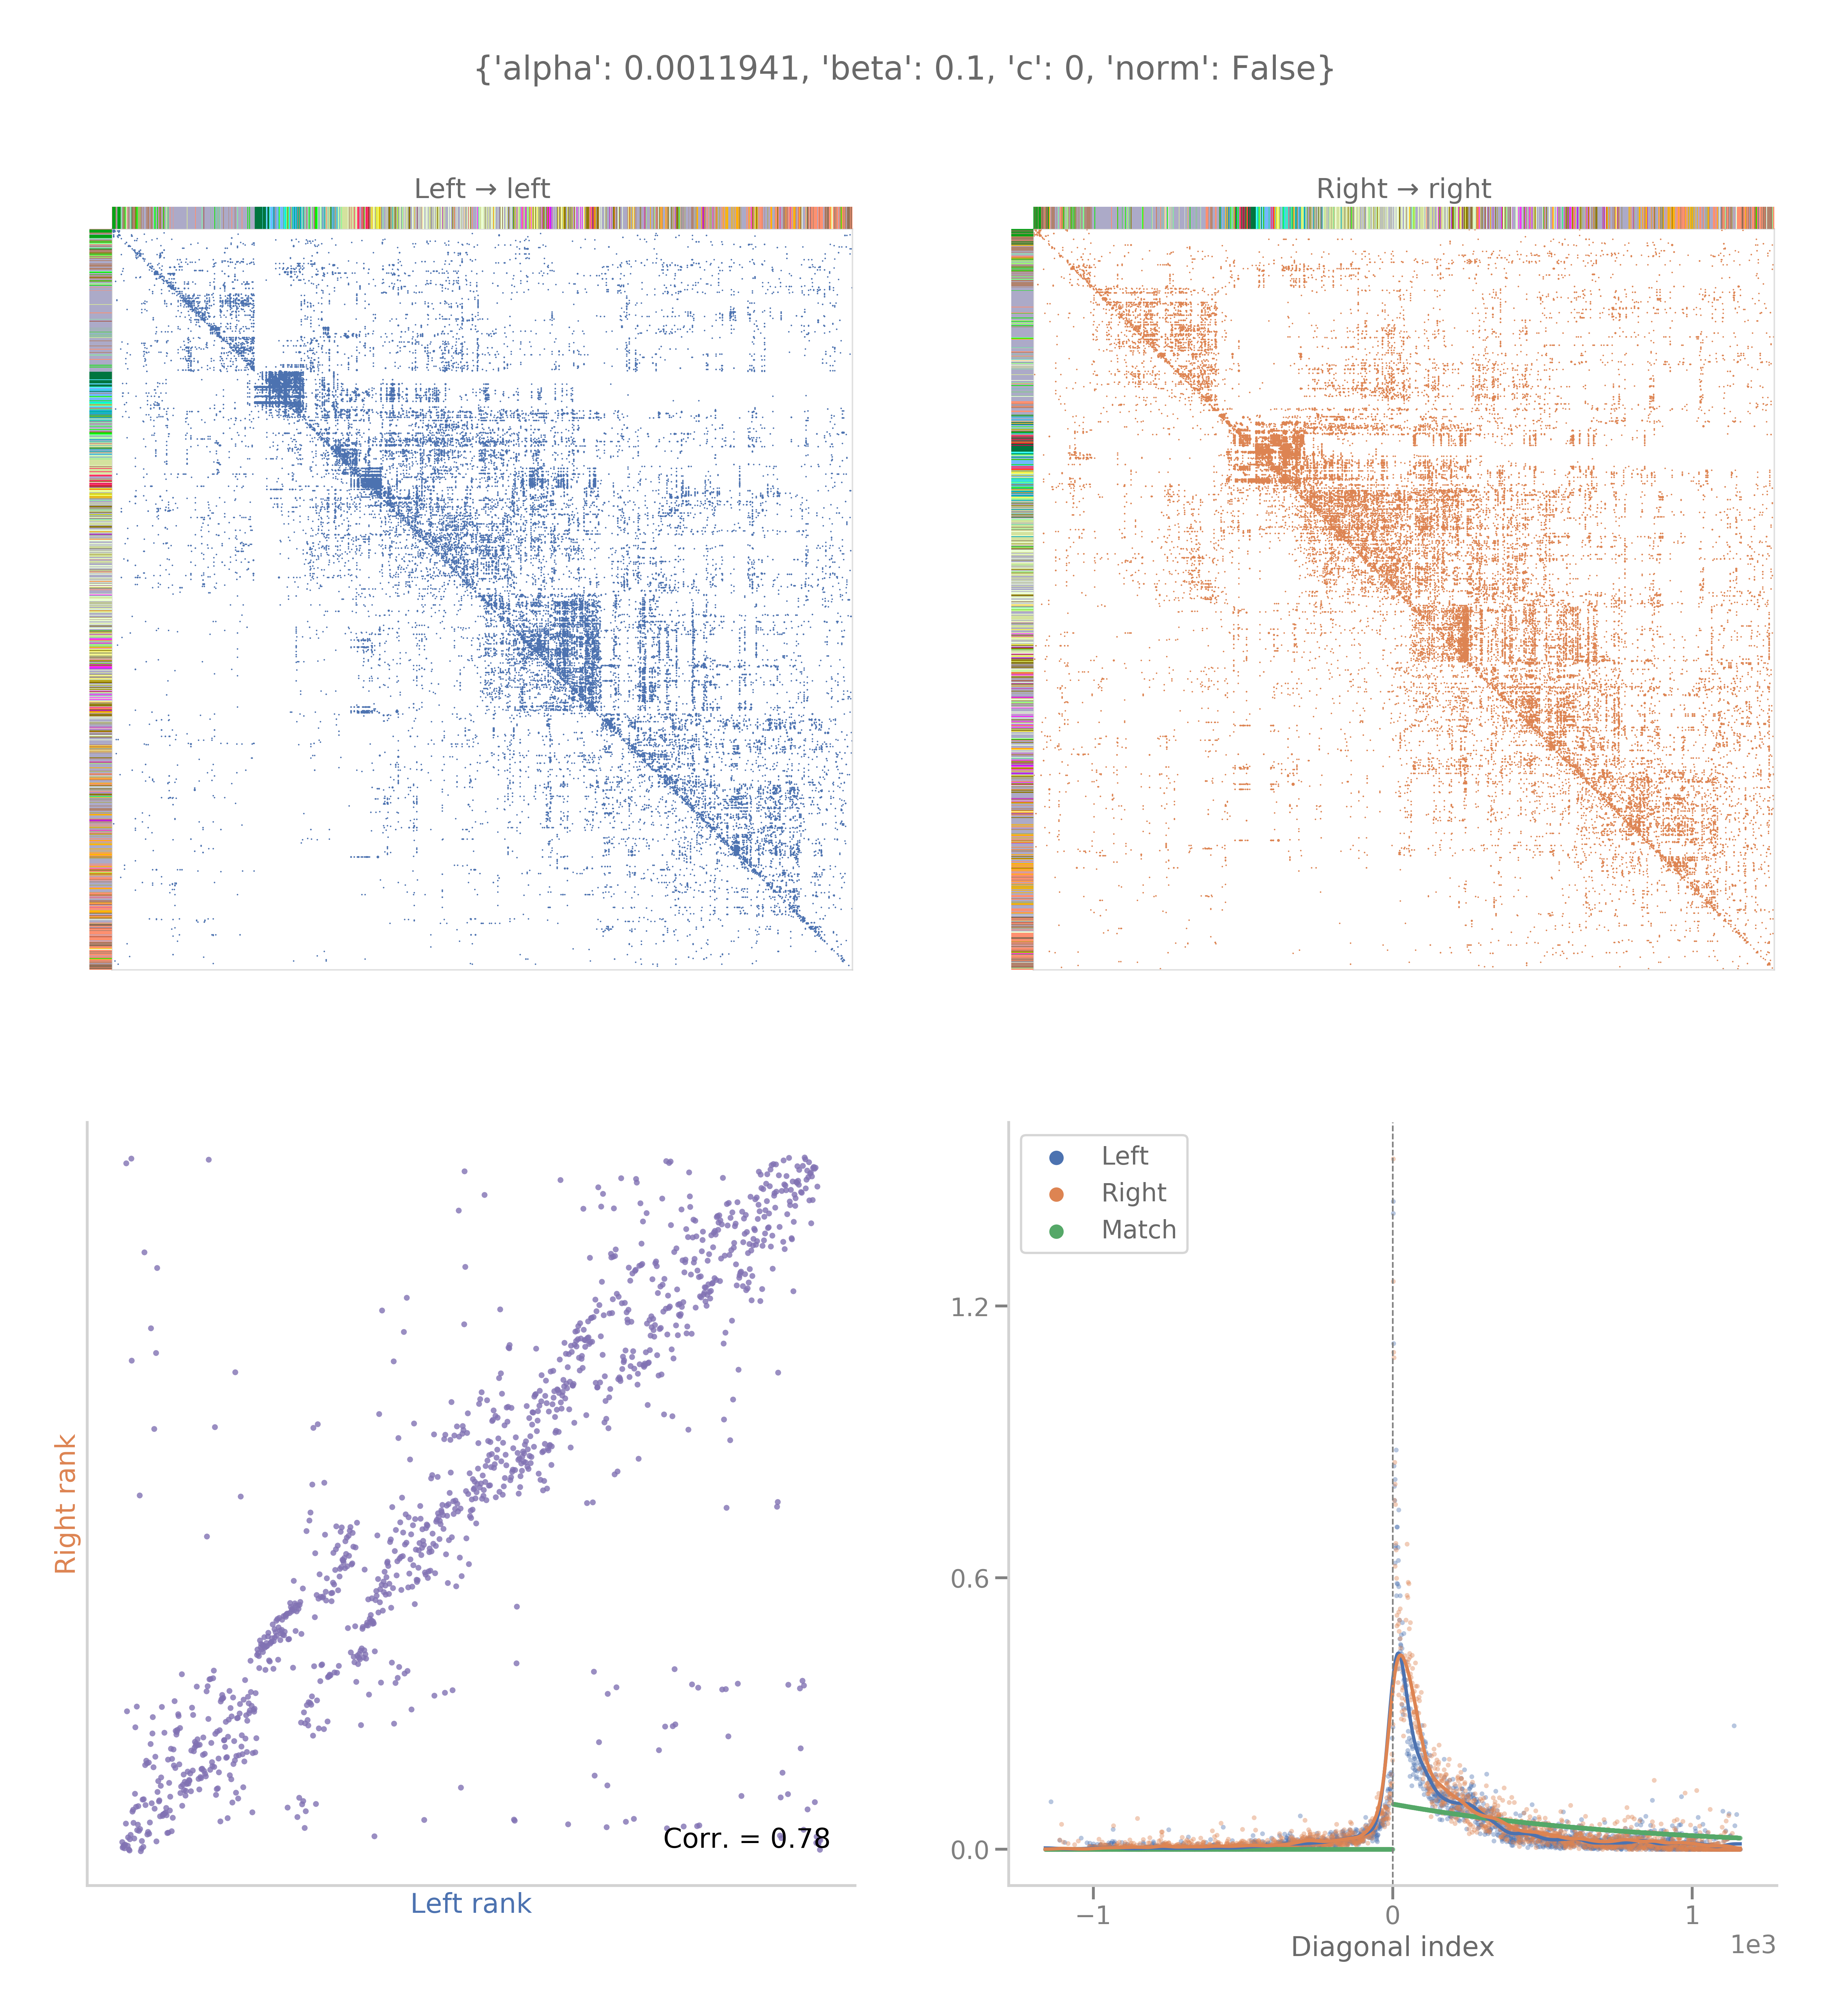 {'alpha': 0.0011941, 'beta': 0.1, 'c': 0, 'norm': False}
Left → left
Right → right
Right rank
Corr. = 0.78
Left rank
Left
Right
Match
1.2
0.6
0.0
−1
0
1
Diagonal index
1e3